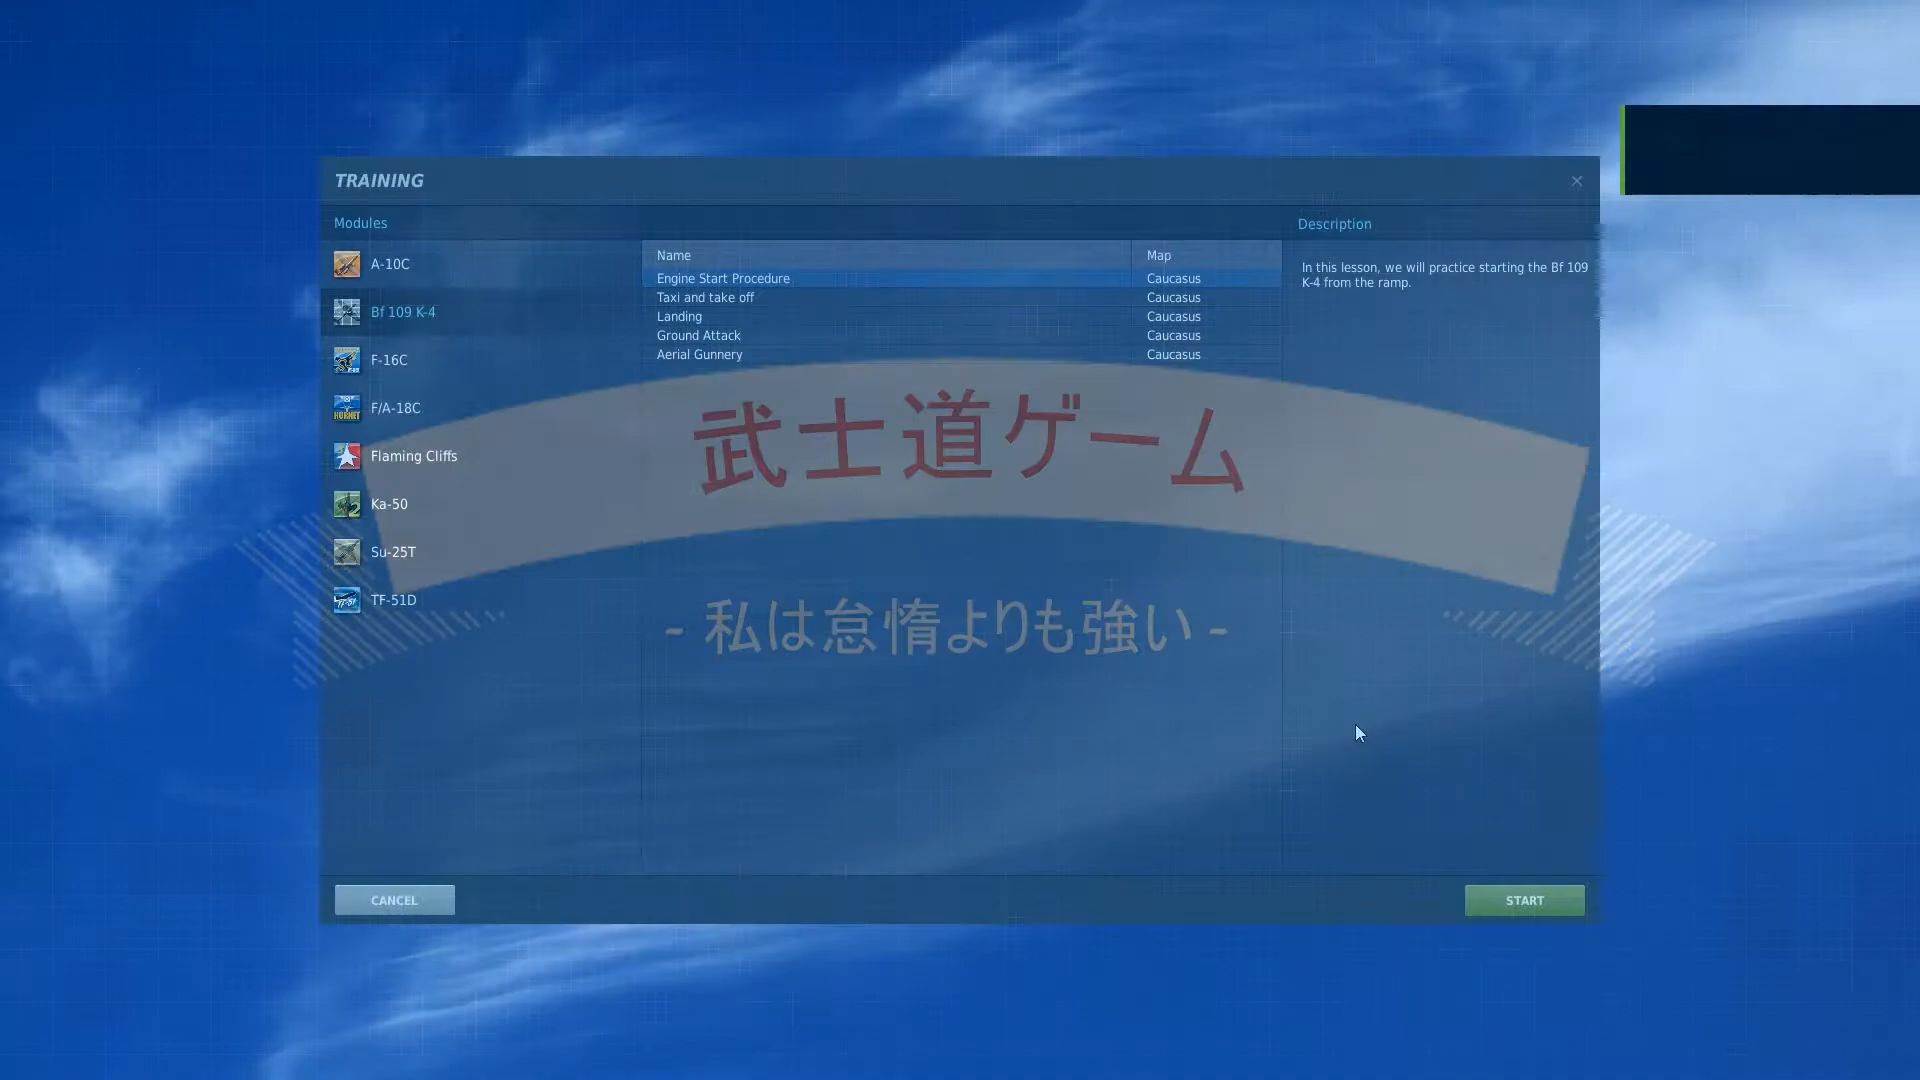 TRAINING
Modules
Description
A-10C
Bf 109 K-4
F-16C
F/A-18C
Flaming Cliffs
Ka-50
Su-25T
TF-51D
Name Map
Engine Start Procedure Caucasus
Taxi and take off Caucasus
Landing Caucasus
Ground Attack Caucasus
Aerial Gunnery Caucasus
In this lesson, we will practice starting the Bf 109
K-4 from the ramp.
武士道ゲーム
- 私は怠惰よりも強い -
CANCEL
START